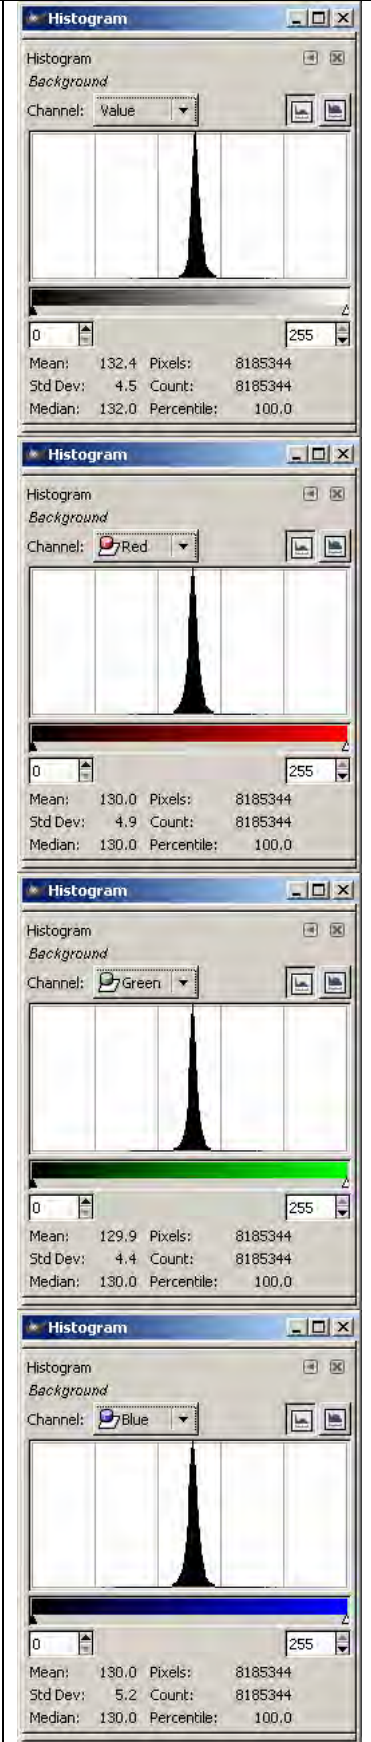 Histogram
Histogram
Background
Channel: Value
0 255
Mean: 132.4 Pixels: 8185344
Std Dev: 4.5 Count: 8185344
Median: 132.0 Percentile: 100.0
Histogram
Histogram
Background
Channel: Red
0 255
Mean: 130.0 Pixels: 8185344
Std Dev: 4.9 Count: 8185344
Median: 130.0 Percentile: 100.0
Histogram
Histogram
Background
Channel: Green
0 255
Mean: 129.9 Pixels: 8185344
Std Dev: 4.4 Count: 8185344
Median: 130.0 Percentile: 100.0
Histogram
Histogram
Background
Channel: Blue
0 255
Mean: 130.0 Pixels: 8185344
Std Dev: 5.2 Count: 8185344
Median: 130.0 Percentile: 100.0